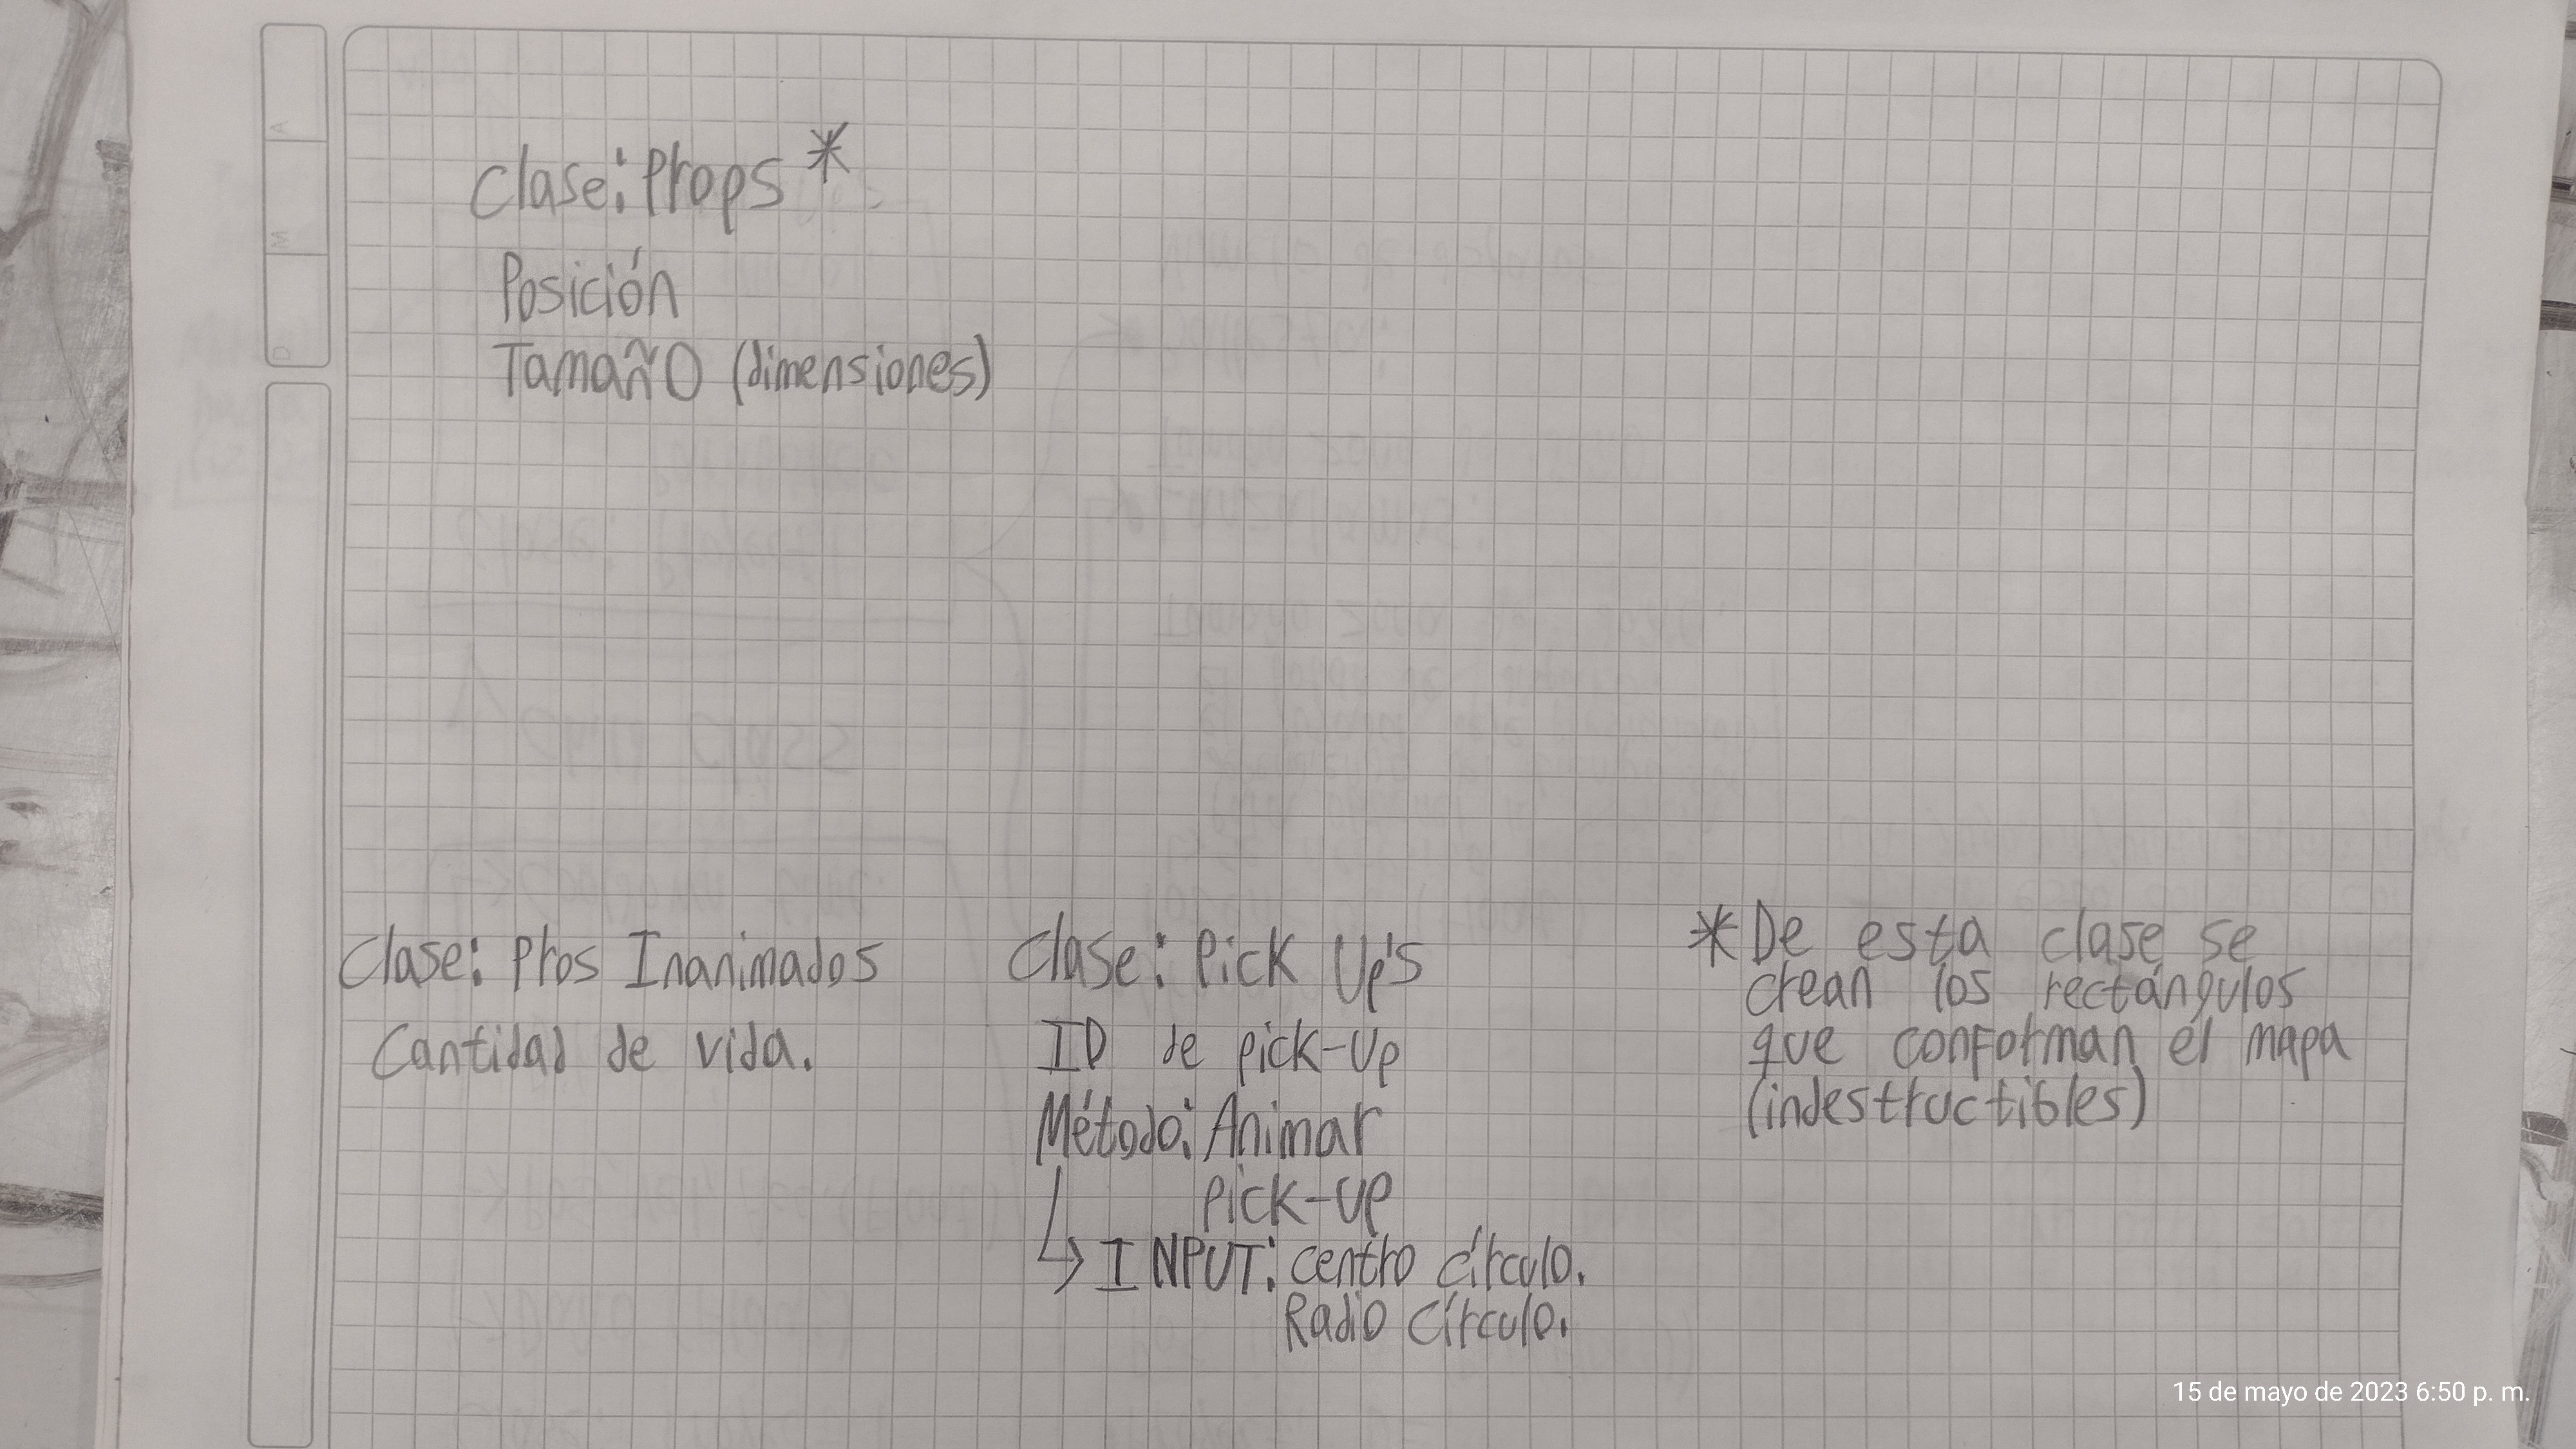 Clase: Props *
Posición
Tamaño (dimensiones)
Clase: Pros Inanimados
Cantidad de vida.
Clase: Pick Up's
ID de pick-Up
Método: Animar
Pick-UP
↳ INPUT: centro círculo.
Radio Círculo.
* De esta clase se
crean los rectángulos
que conforman el mapa
(indestructibles)
A
M
D
15 de mayo de 2023 6:50 p. m.